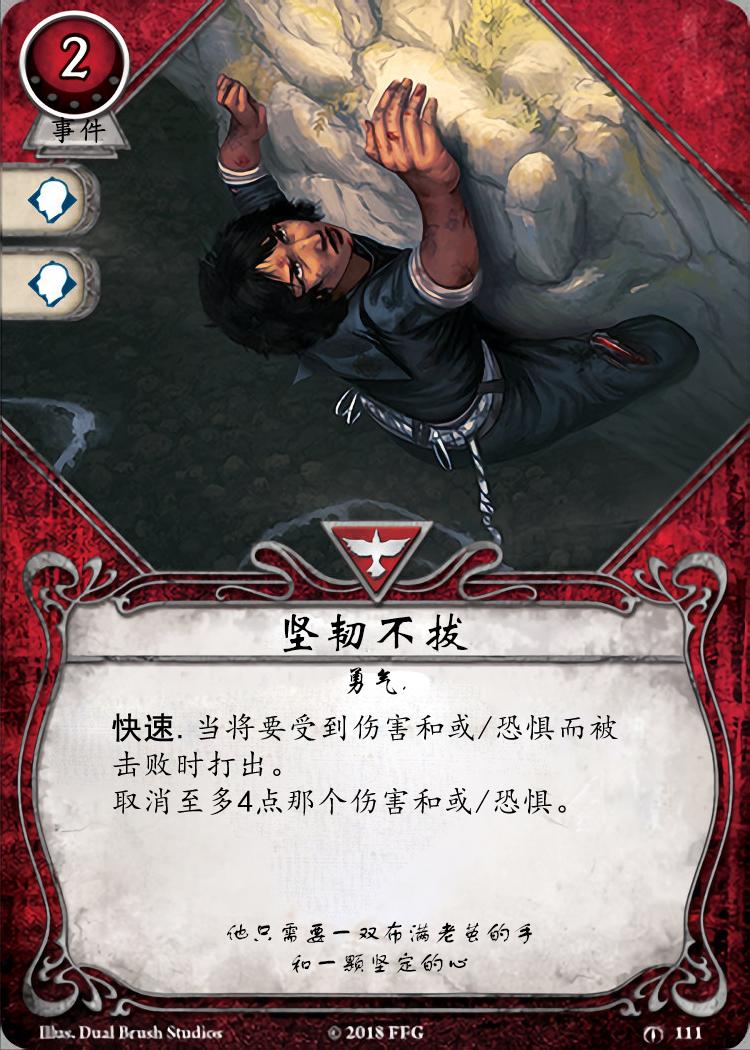 2
事件
坚韧不拔
勇气.
快速. 当将要受到伤害和或/恐惧而被
击败时打出。
取消至多4点那个伤害和或/恐惧。
他只需要一双布满老茧的手
和一颗坚定的心
Illus. Dual Brush Studios
© 2018 FFG
111